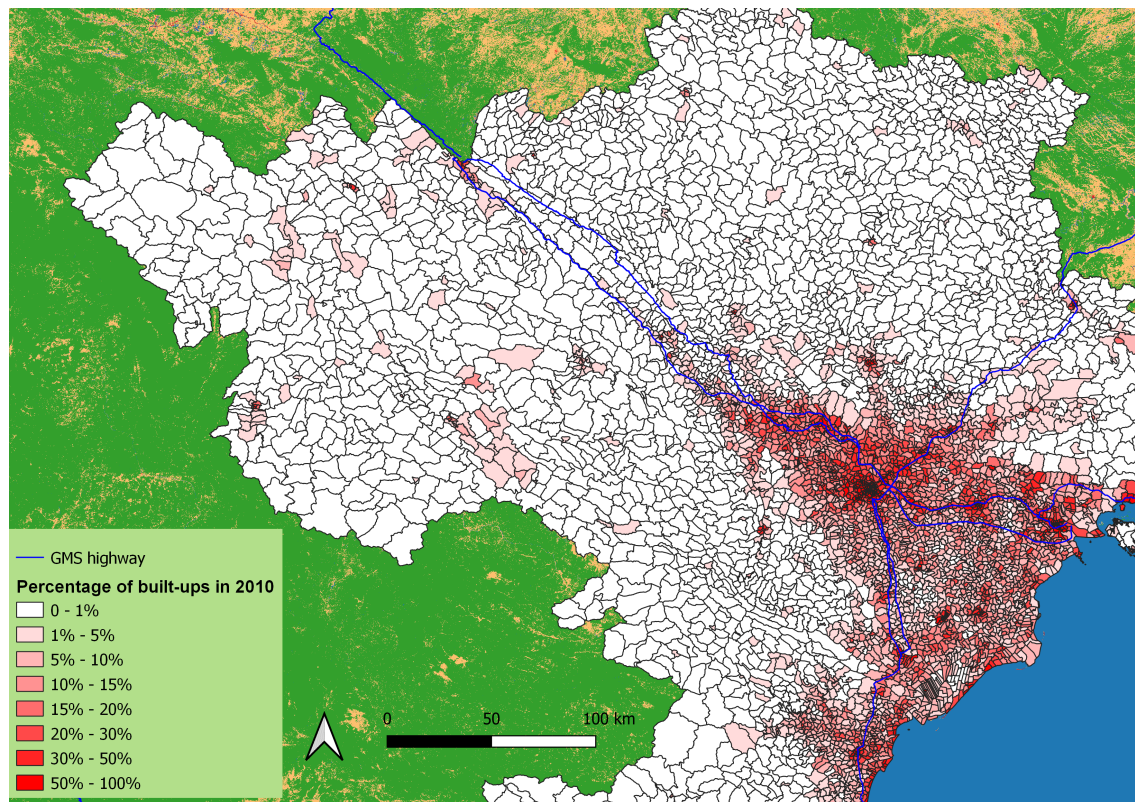 GMS highway
Percentage of built-ups in 2010
0 - 1%
1% - 5%
5% - 10%
10% - 15%
15% - 20%
20% - 30%
30% - 50%
50% - 100%
0 50 100 km